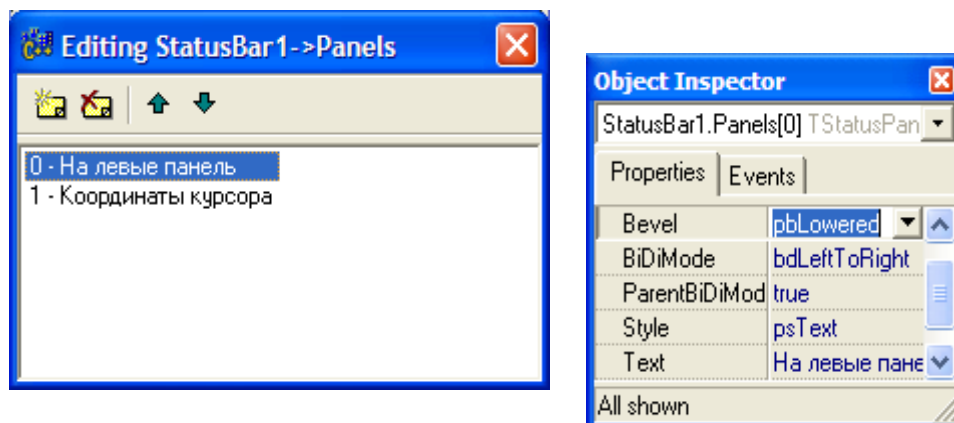 Editing StatusBar1->Panels
0 - На левые панель
1 - Координаты курсора
Object Inspector
StatusBar1.Panels[0] TStatusPan
Properties Events
Bevel pbLowered
BiDiMode bdLeftToRight
ParentBiDiMod true
Style psText
Text На левые пане
All shown